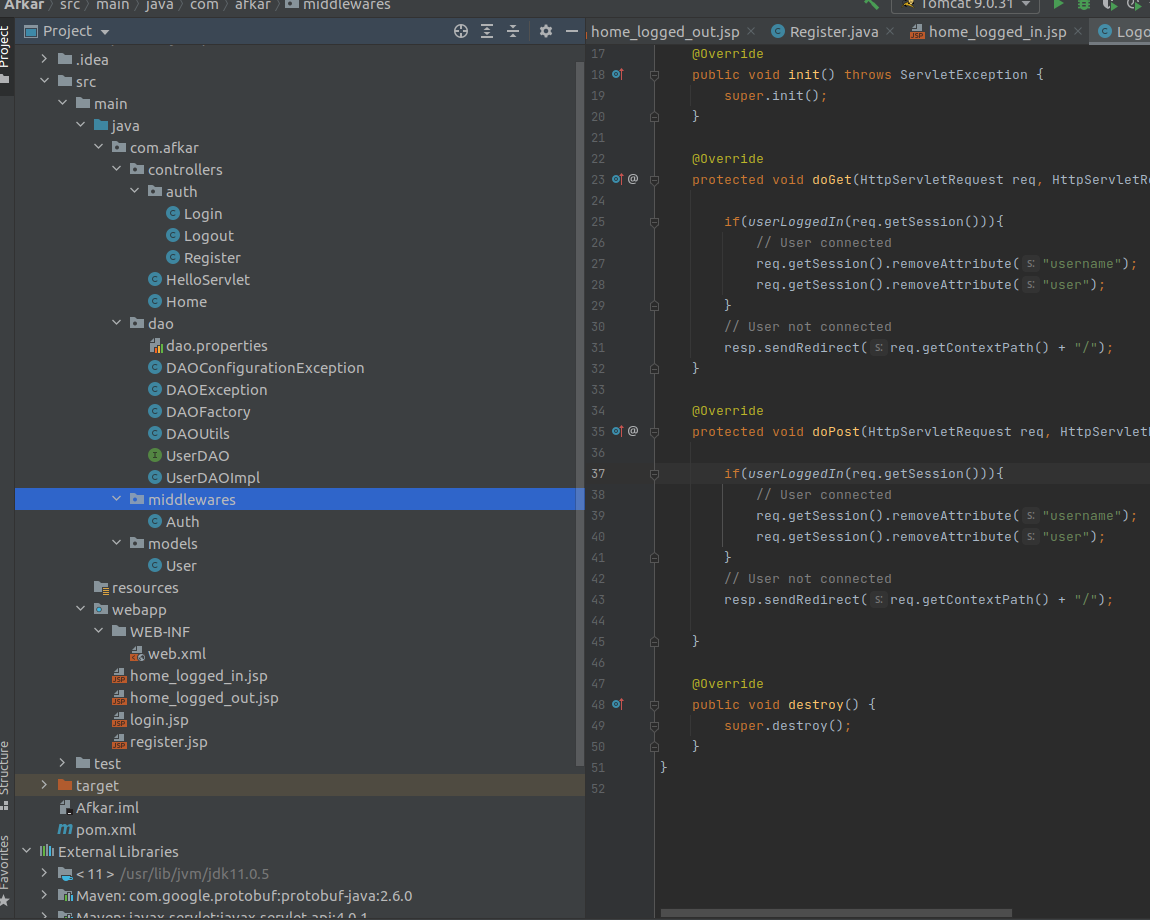 Afkar src main java com afkar middlewares
Tomcat 9.0.31
Project
Project
home_logged_out.jsp
Register.java
home_logged_in.jsp
.idea
src
main
java
com.afkar
controllers
auth
Login
Logout
Register
HelloServlet
Home
dao
dao.properties
DAOConfigurationException
DAOException
DAOFactory
DAOUtils
UserDAO
UserDAOImpl
middlewares
Auth
models
User
resources
webapp
WEB-INF
web.xml
home_logged_in.jsp
home_logged_out.jsp
login.jsp
register.jsp
test
target
Afkar.iml
pom.xml
External Libraries
< 11 > /usr/lib/jvm/jdk11.0.5
Maven: com.google.protobuf:protobuf-java:2.6.0
Maven: javax.servlet:javax.servlet-api:4.0.1
Structure
Favorites
17 @Override
18 public void init() throws ServletException {
19 super.init();
20 }
21
22 @Override
23 @ protected void doGet(HttpServletRequest req, HttpServletRe
24
25 if(userLoggedIn(req.getSession())){
26 // User connected
27 req.getSession().removeAttribute( s: "username");
28 req.getSession().removeAttribute( s: "user");
29 }
30 // User not connected
31 resp.sendRedirect( s: req.getContextPath() + "/");
32 }
33
34 @Override
35 @ protected void doPost(HttpServletRequest req, HttpServlet
36
37 if(userLoggedIn(req.getSession())){
38 // User connected
39 req.getSession().removeAttribute( s: "username");
40 req.getSession().removeAttribute( s: "user");
41 }
42 // User not connected
43 resp.sendRedirect( s: req.getContextPath() + "/");
44
45 }
46
47 @Override
48 public void destroy() {
49 super.destroy();
50 }
51 }
52